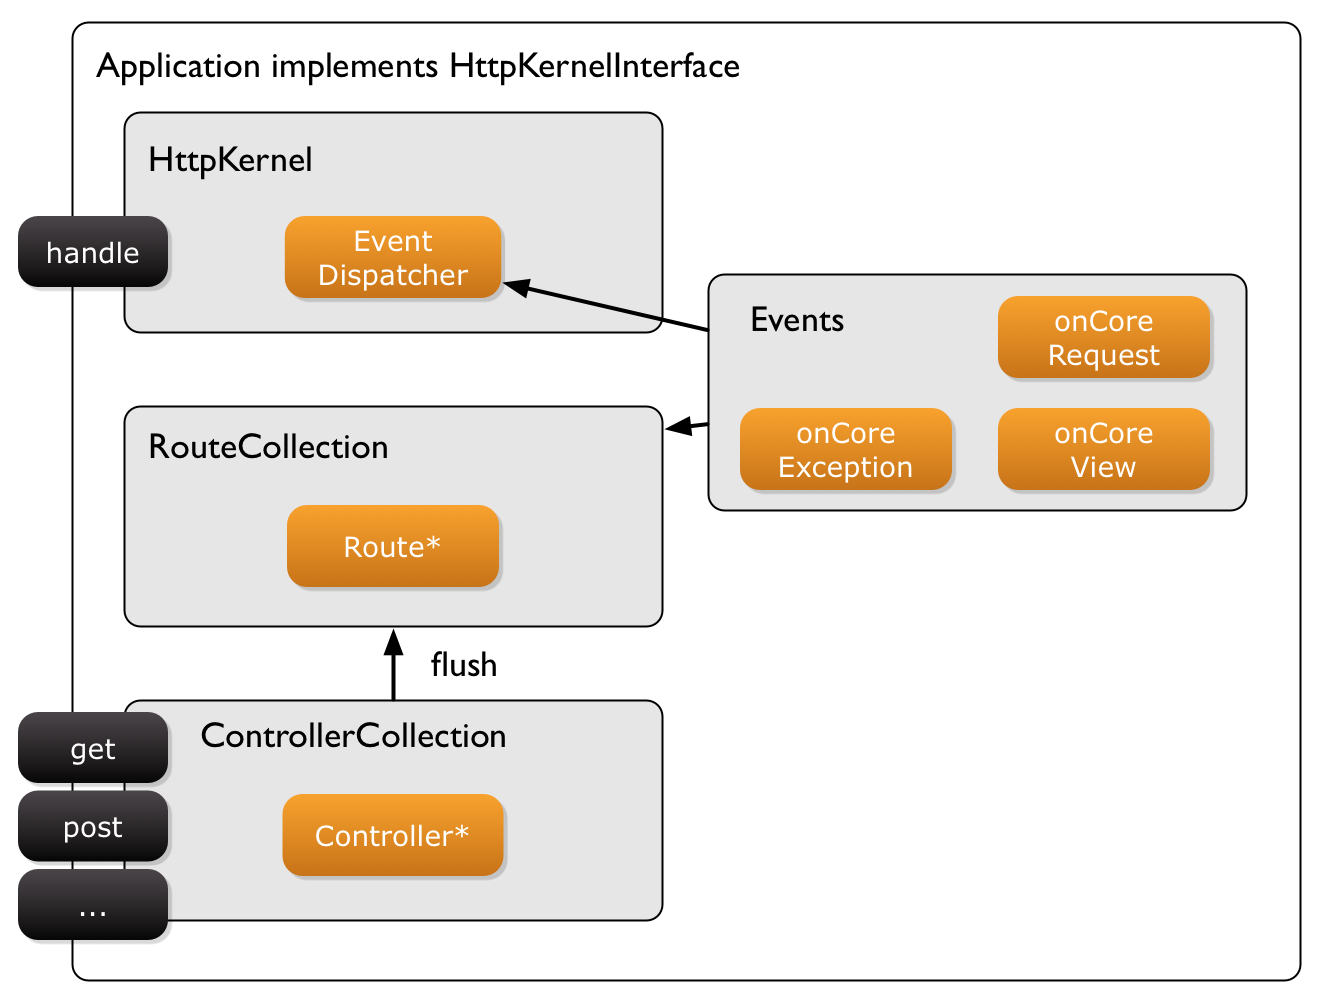 Application implements HttpKernelInterface
HttpKernel
handle
Event
Dispatcher
Events
onCore
Request
onCore
Exception
onCore
View
RouteCollection
Route*
flush
ControllerCollection
get
post
...
Controller*